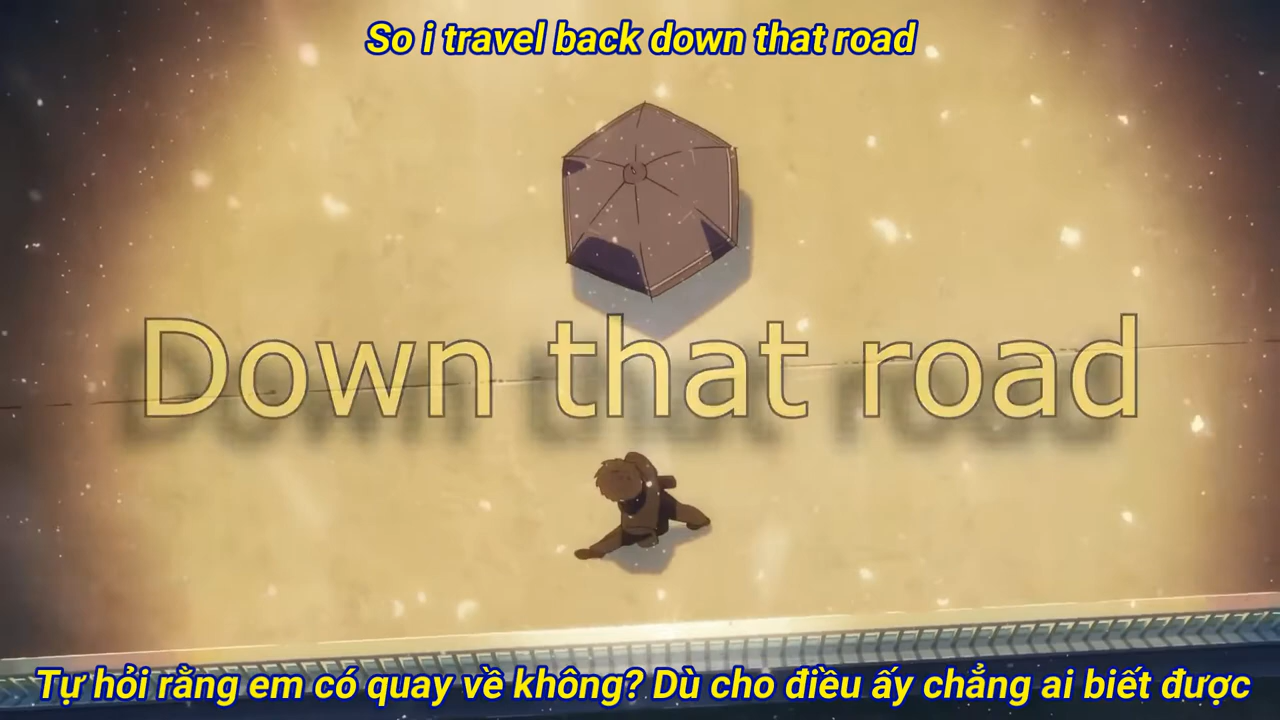 So i travel back down that road
Down that road
Tự hỏi rằng em có quay về không? Dù cho điều ấy chẳng ai biết được